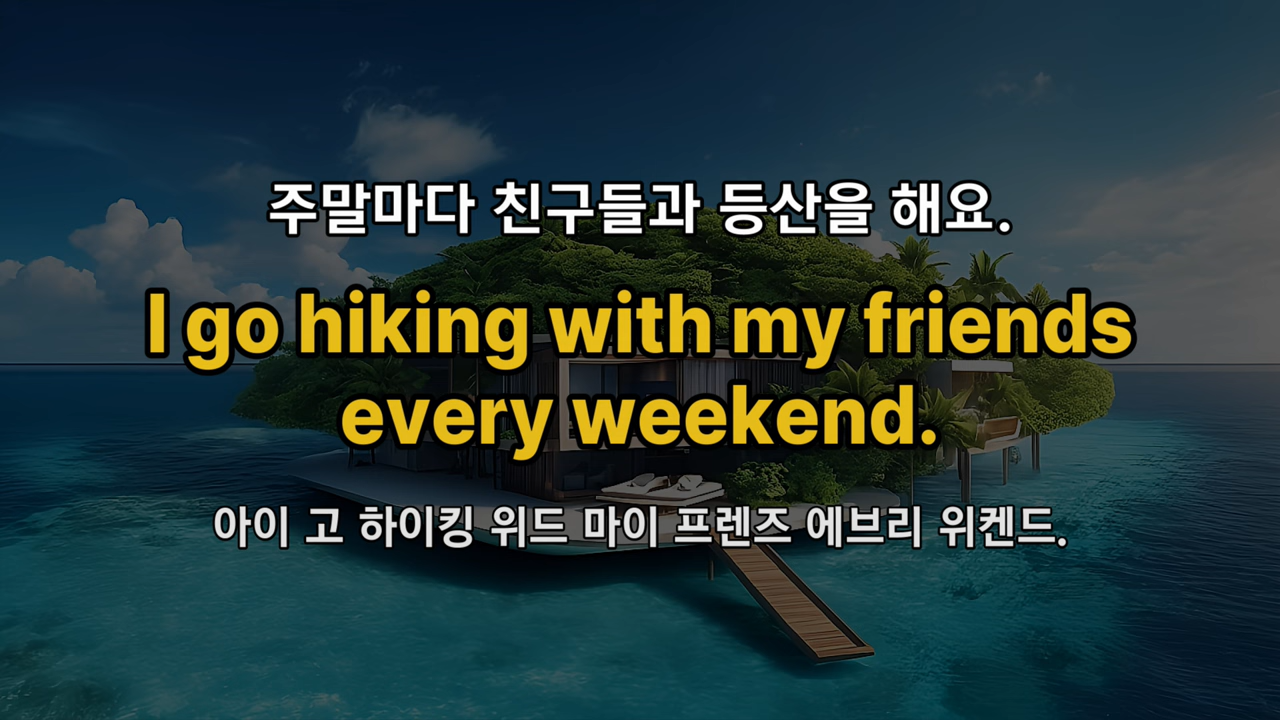 주말마다 친구들과 등산을 해요.
I go hiking with my friends
every weekend.
아이 고 하이킹 위드 마이 프렌즈 에브리 위켄드.